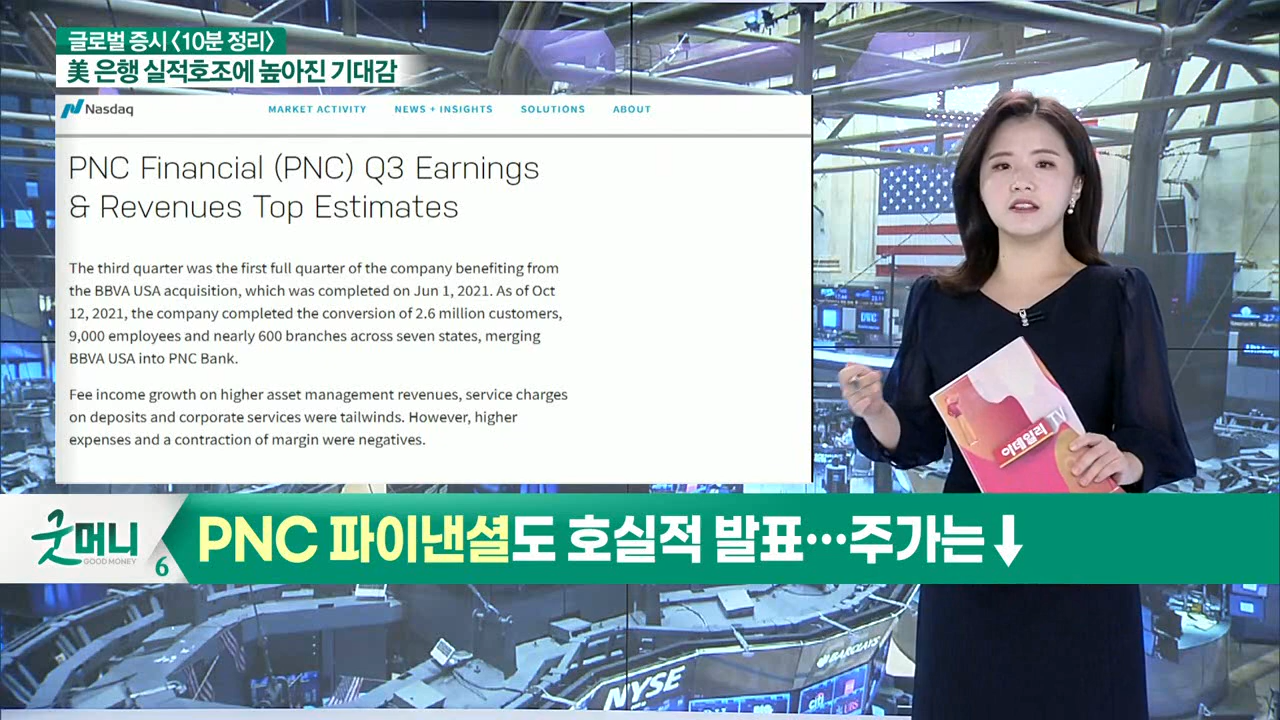 글로벌 증시 <10분 정리>
美 은행 실적호조에 높아진 기대감
Nasdaq
MARKET ACTIVITY NEWS + INSIGHTS SOLUTIONS ABOUT
PNC Financial (PNC) Q3 Earnings
& Revenues Top Estimates
The third quarter was the first full quarter of the company benefiting from
the BBVA USA acquisition, which was completed on Jun 1, 2021. As of Oct
12, 2021, the company completed the conversion of 2.6 million customers,
9,000 employees and nearly 600 branches across seven states, merging
BBVA USA into PNC Bank.
Fee income growth on higher asset management revenues, service charges
on deposits and corporate services were tailwinds. However, higher
expenses and a contraction of margin were negatives.
이데일리 TV
굿머니
GOOD MONEY
6
PNC 파이낸셜도 호실적 발표…주가는↓
NYSE
BARCLAYS
citi
UBS